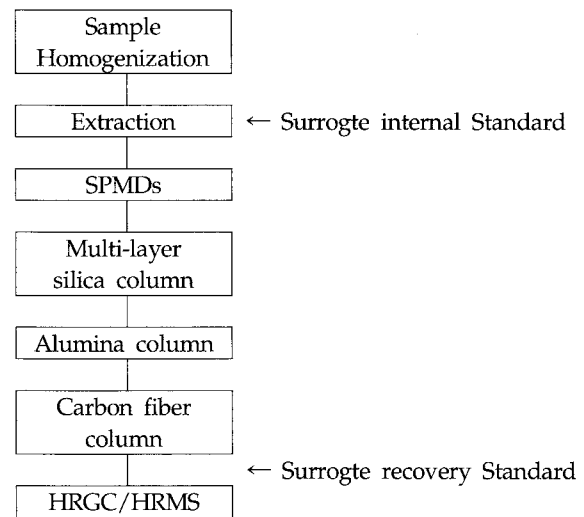 Sample
Homogenization
Extraction
← Surrogte internal Standard
SPMDs
Multi-layer
silica column
Alumina column
Carbon fiber
column
← Surrogte recovery Standard
HRGC/HRMS